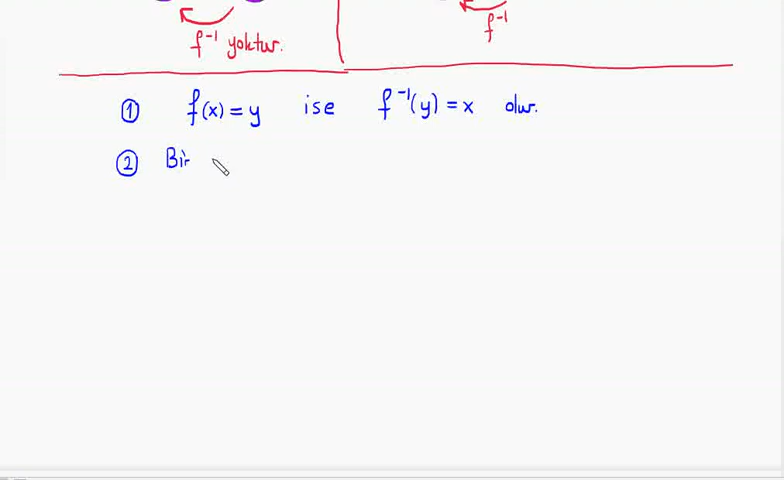 f⁻¹ yoktur.
f⁻¹
① f(x) = y ise f⁻¹(y) = x olur.
② Bir